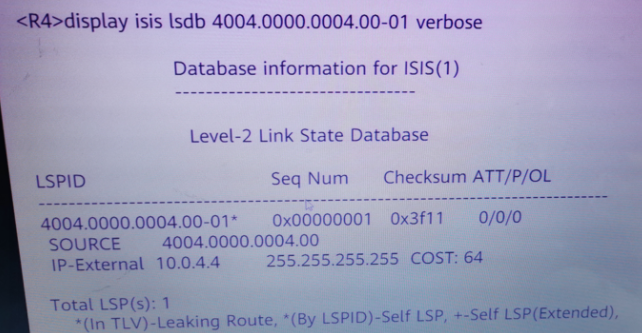 <R4>display isis lsdb 4004.0000.0004.00-01 verbose
Database information for ISIS(1)
--------------------------------
Level-2 Link State Database
LSPID Seq Num Checksum ATT/P/OL
-------------------------------------------------------------------------
4004.0000.0004.00-01* 0x00000001 0x3f11 0/0/0
SOURCE 4004.0000.0004.00
IP-External 10.0.4.4 255.255.255.255 COST: 64
Total LSP(s): 1
*(In TLV)-Leaking Route, *(By LSPID)-Self LSP, +-Self LSP(Extended),